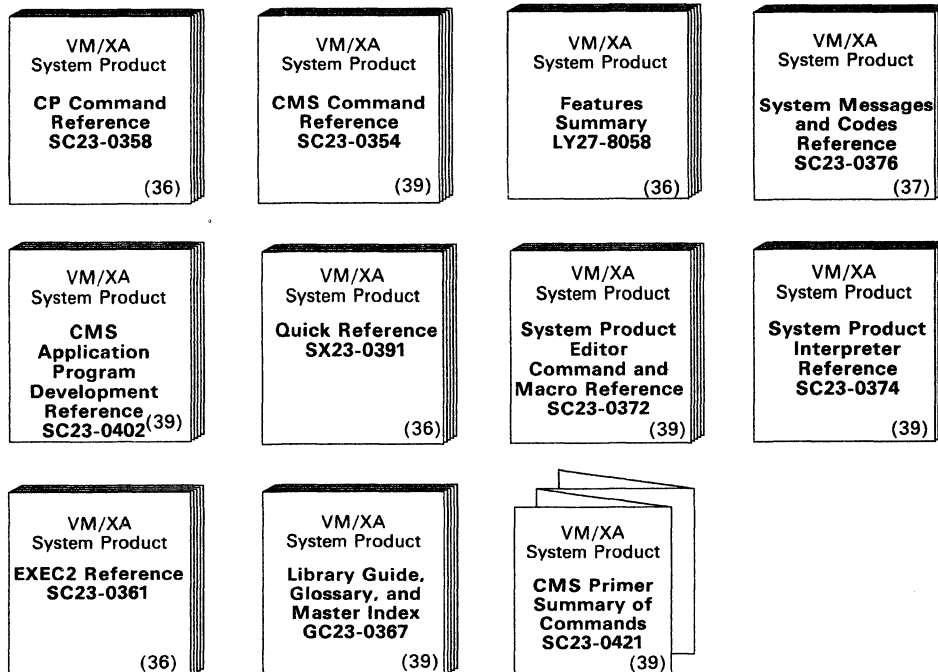 VM/XA
System Product
CP Command
Reference
SC23-0358
(36)
VM/XA
System Product
CMS Command
Reference
SC23-0354
(39)
VM/XA
System Product
Features
Summary
LY27-8058
(36)
VM/XA
System Product
System Messages
and Codes
Reference
SC23-0376
(37)
VM/XA
System Product
CMS
Application
Program
Development
Reference
SC23-0402 (39)
VM/XA
System Product
Quick Reference
SX23-0391
(36)
VM/XA
System Product
System Product
Editor
Command and
Macro Reference
SC23-0372
(39)
VM/XA
System Product
System Product
Interpreter
Reference
SC23-0374
(39)
VM/XA
System Product
EXEC2 Reference
SC23-0361
(36)
VM/XA
System Product
Library Guide,
Glossary, and
Master Index
GC23-0367
(39)
VM/XA
System Product
CMS Primer
Summary of
Commands
SC23-0421
(39)